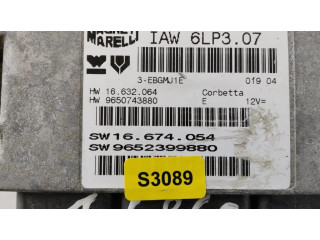 MARELLI
IAW 6LP3.07
3-EBGMJ1E 019 04
HW 16.632.064 Corbetta
HW 9650743880 E 12V=
SW 16.674.054
SW 9652399880
S3089